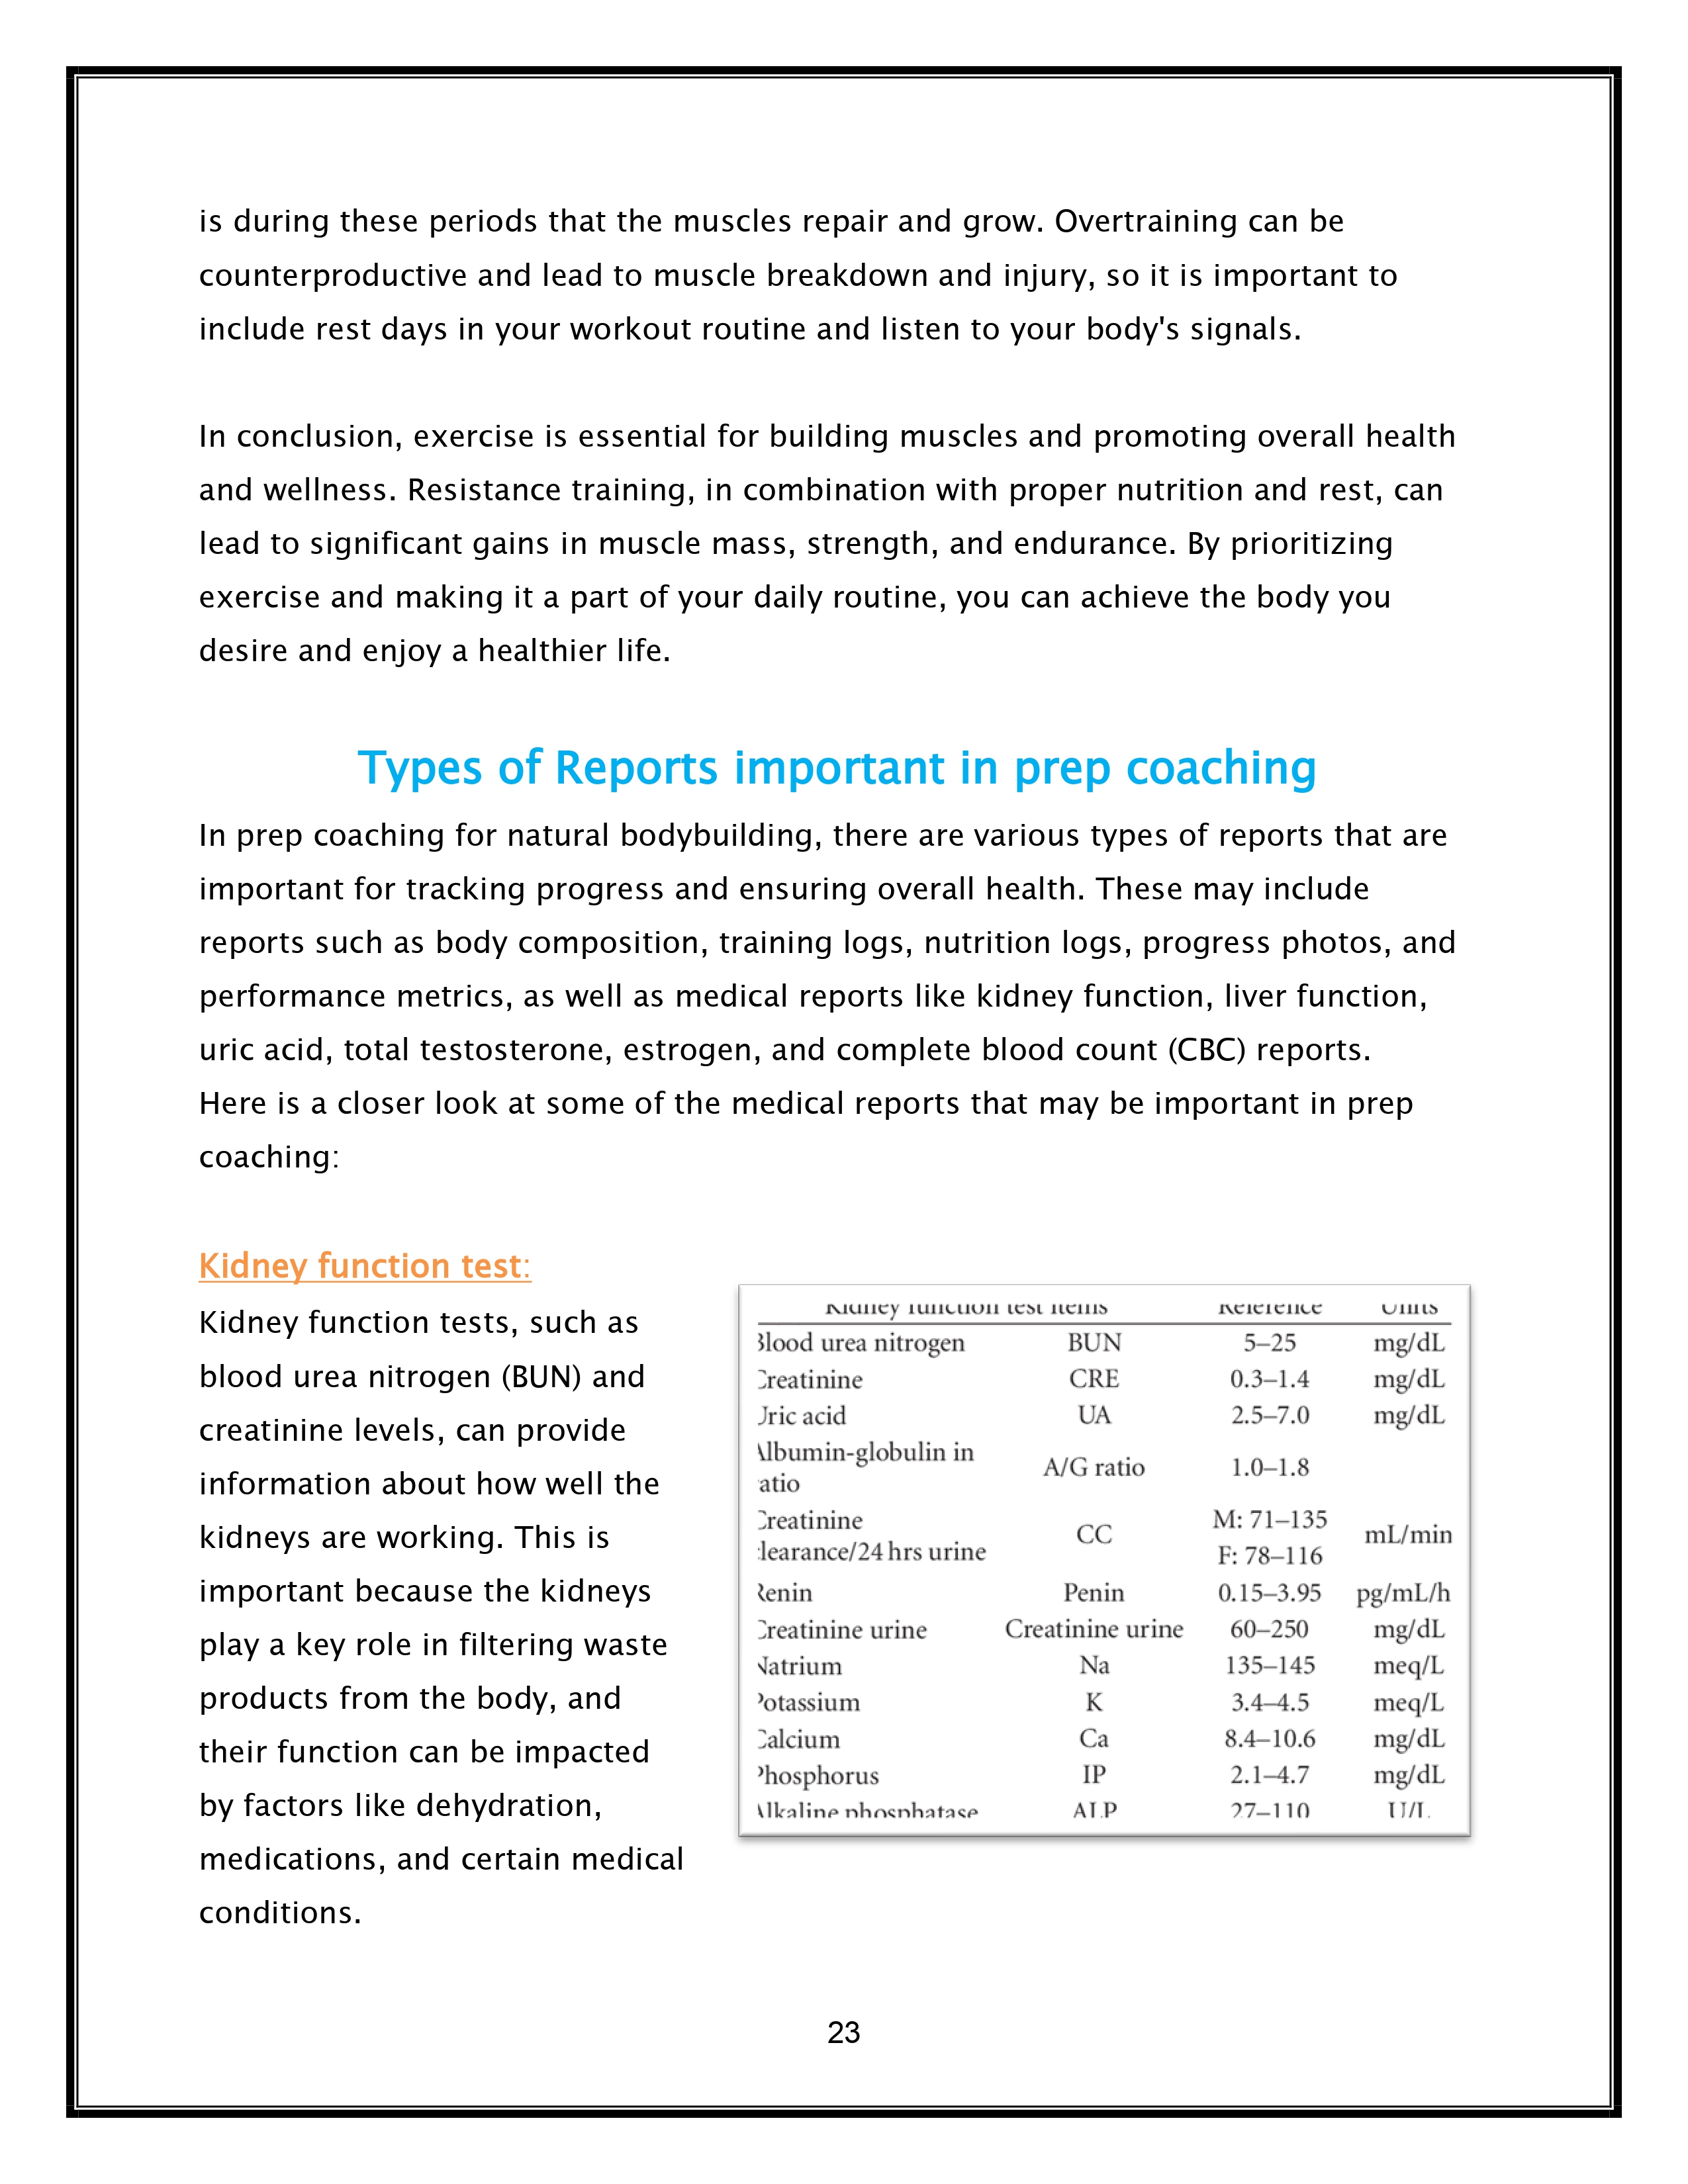 is during these periods that the muscles repair and grow. Overtraining can be
counterproductive and lead to muscle breakdown and injury, so it is important to
include rest days in your workout routine and listen to your body's signals.
In conclusion, exercise is essential for building muscles and promoting overall health
and wellness. Resistance training, in combination with proper nutrition and rest, can
lead to significant gains in muscle mass, strength, and endurance. By prioritizing
exercise and making it a part of your daily routine, you can achieve the body you
desire and enjoy a healthier life.
Types of Reports important in prep coaching
In prep coaching for natural bodybuilding, there are various types of reports that are
important for tracking progress and ensuring overall health. These may include
reports such as body composition, training logs, nutrition logs, progress photos, and
performance metrics, as well as medical reports like kidney function, liver function,
uric acid, total testosterone, estrogen, and complete blood count (CBC) reports.
Here is a closer look at some of the medical reports that may be important in prep
coaching:
Kidney function test:
Kidney function tests, such as
blood urea nitrogen (BUN) and
creatinine levels, can provide
information about how well the
kidneys are working. This is
important because the kidneys
play a key role in filtering waste
products from the body, and
their function can be impacted
by factors like dehydration,
medications, and certain medical
conditions.
Kidney function test items Reference Units
Blood urea nitrogen BUN 5–25 mg/dL
Creatinine CRE 0.3–1.4 mg/dL
Uric acid UA 2.5–7.0 mg/dL
Albumin-globulin in
ratio A/G ratio 1.0–1.8
Creatinine
clearance/24 hrs urine CC M: 71–135
F: 78–116 mL/min
Renin Penin 0.15–3.95 pg/mL/h
Creatinine urine Creatinine urine 60–250 mg/dL
Natrium Na 135–145 meq/L
Potassium K 3.4–4.5 meq/L
Calcium Ca 8.4–10.6 mg/dL
Phosphorus IP 2.1–4.7 mg/dL
Alkaline phosphatase ALP 27–110 U/L
23